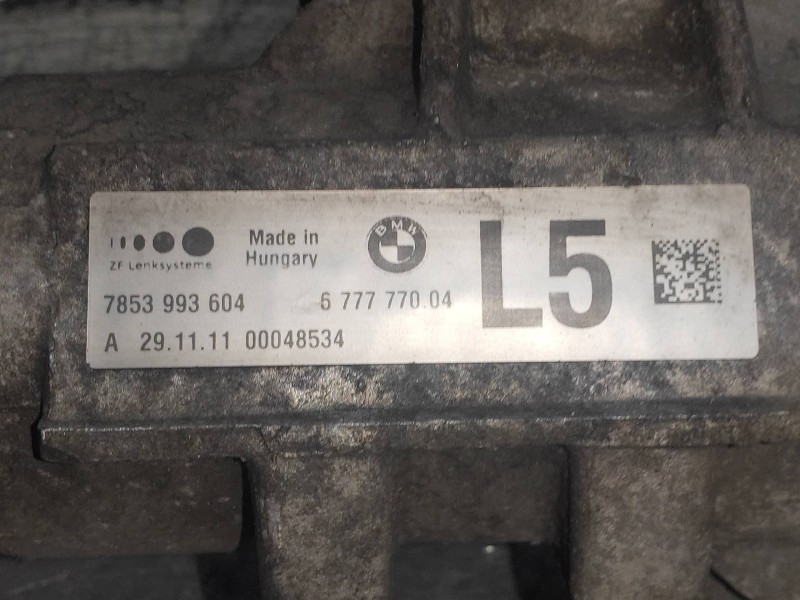 ZF Lenksysteme
Made in
Hungary
BMW
L5
7853 993 604 6 777 770.04
A 29.11.11 00048534